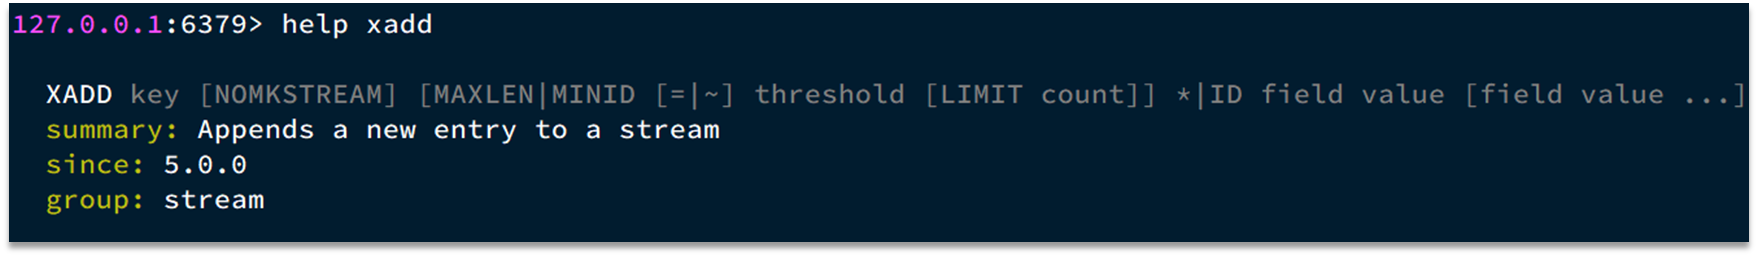 127.0.0.1:6379> help xadd
XADD key [NOMKSTREAM] [MAXLEN|MINID [=|~] threshold [LIMIT count]] *|ID field value [field value ...]
summary: Appends a new entry to a stream
since: 5.0.0
group: stream